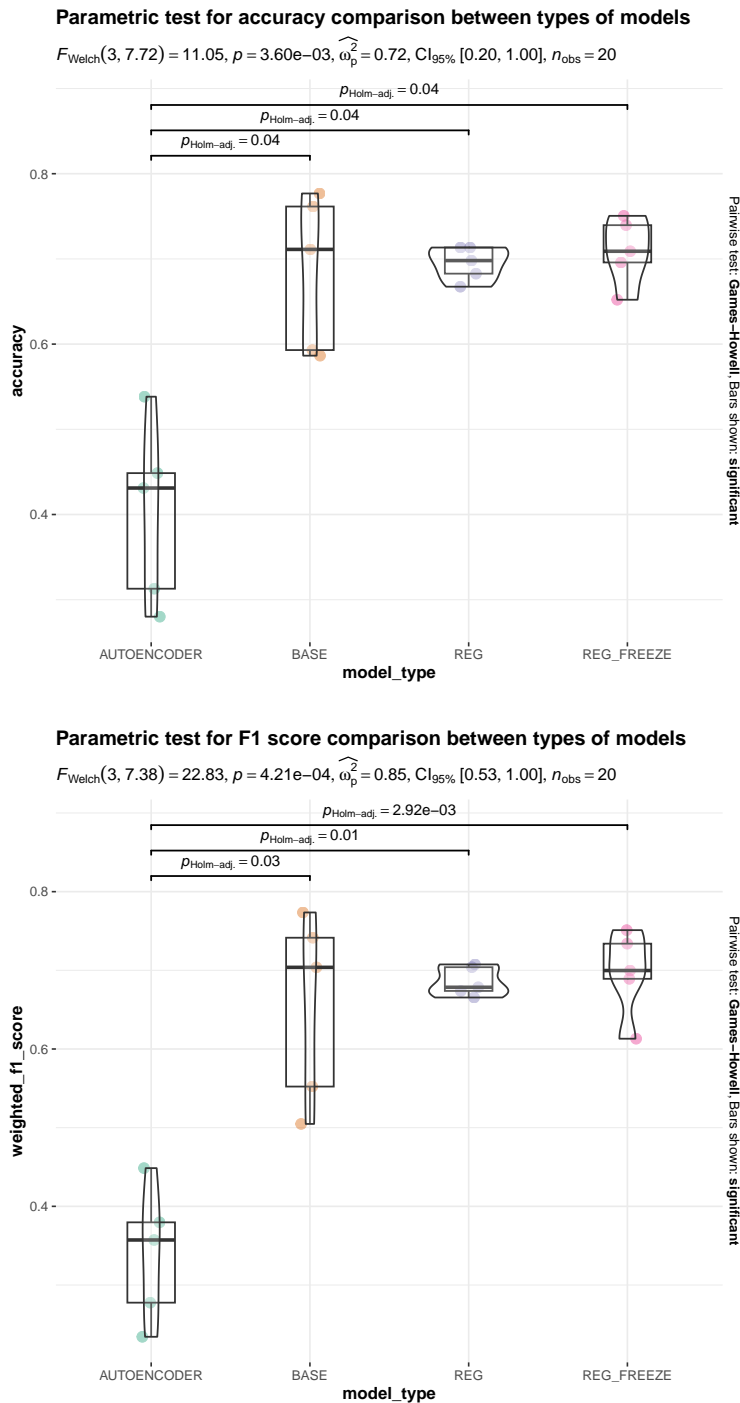 Parametric test for accuracy comparison between types of models
F_Welch(3, 7.72) = 11.05, p = 3.60e−03, ω̂²_p = 0.72, CI_95% [0.20, 1.00], n_obs = 20
p_Holm−adj. = 0.04
p_Holm−adj. = 0.04
p_Holm−adj. = 0.04
0.8
0.6
0.4
accuracy
Pairwise test: Games−Howell, Bars shown: significant
AUTOENCODER BASE REG REG_FREEZE
model_type
Parametric test for F1 score comparison between types of models
F_Welch(3, 7.38) = 22.83, p = 4.21e−04, ω̂²_p = 0.85, CI_95% [0.53, 1.00], n_obs = 20
p_Holm−adj. = 2.92e−03
p_Holm−adj. = 0.01
p_Holm−adj. = 0.03
0.8
0.6
0.4
weighted_f1_score
Pairwise test: Games−Howell, Bars shown: significant
AUTOENCODER BASE REG REG_FREEZE
model_type